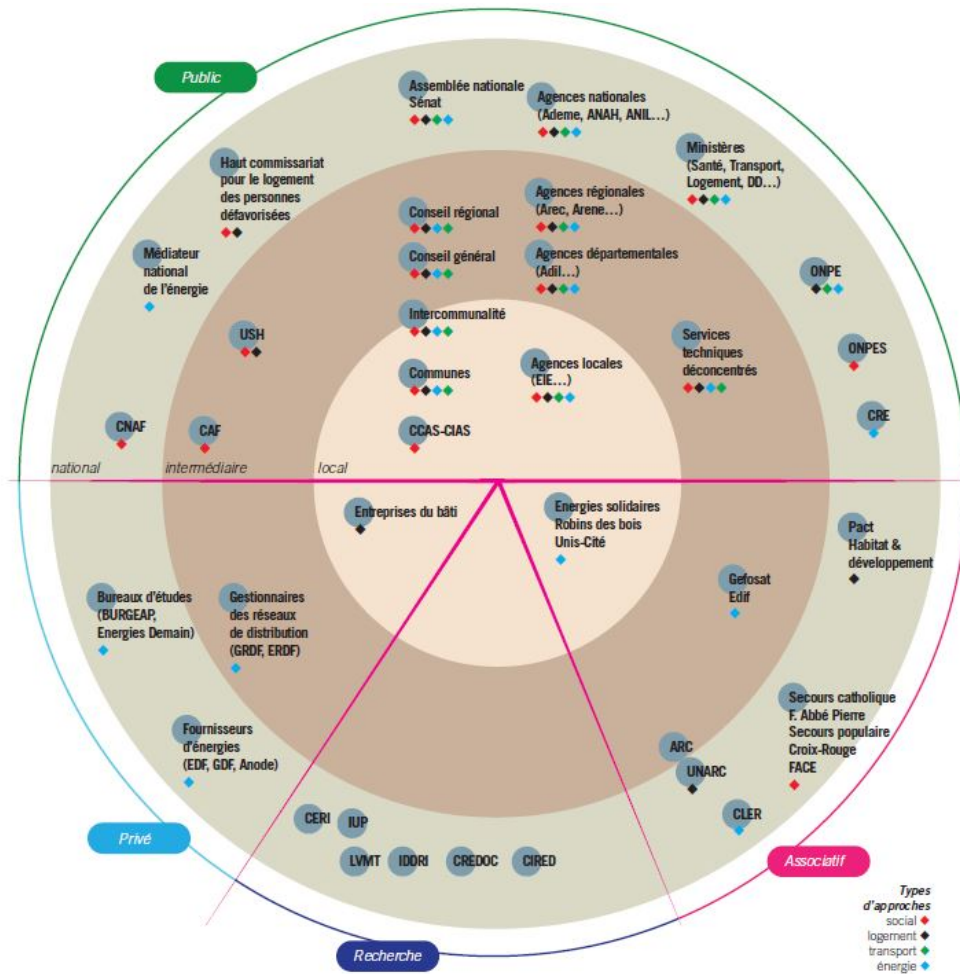 Public
Assemblée nationale
Sénat
Agences nationales
(Ademe, ANAH, ANIL...)
Ministères
(Santé, Transport,
Logement, DD...)
Haut commissariat
pour le logement
des personnes
défavorisées
Médiateur
national
de l'énergie
Conseil régional
Agences régionales
(Arec, Arene...)
Conseil général
Agences départementales
(Adil...)
ONPE
USH
Intercommunalité
Services
techniques
déconcentrés
ONPES
Communes
Agences locales
(EIE...)
CNAF
CAF
CCAS-CIAS
CRE
national
intermédiaire
local
Entreprises du bâti
Energies solidaires
Robins des bois
Unis-Cité
Pact
Habitat &
développement
Gefosat
Edif
Bureaux d'études
(BURGEAP,
Energies Demain)
Gestionnaires
des réseaux
de distribution
(GRDF, ERDF)
Fournisseurs
d'énergies
(EDF, GDF, Anode)
Secours catholique
F. Abbé Pierre
Secours populaire
Croix-Rouge
FACE
ARC
UNARC
CLER
CERI
IUP
LVMT
IDDRI
CREDOC
CIRED
Privé
Associatif
Recherche
Types
d'approches
social
logement
transport
énergie